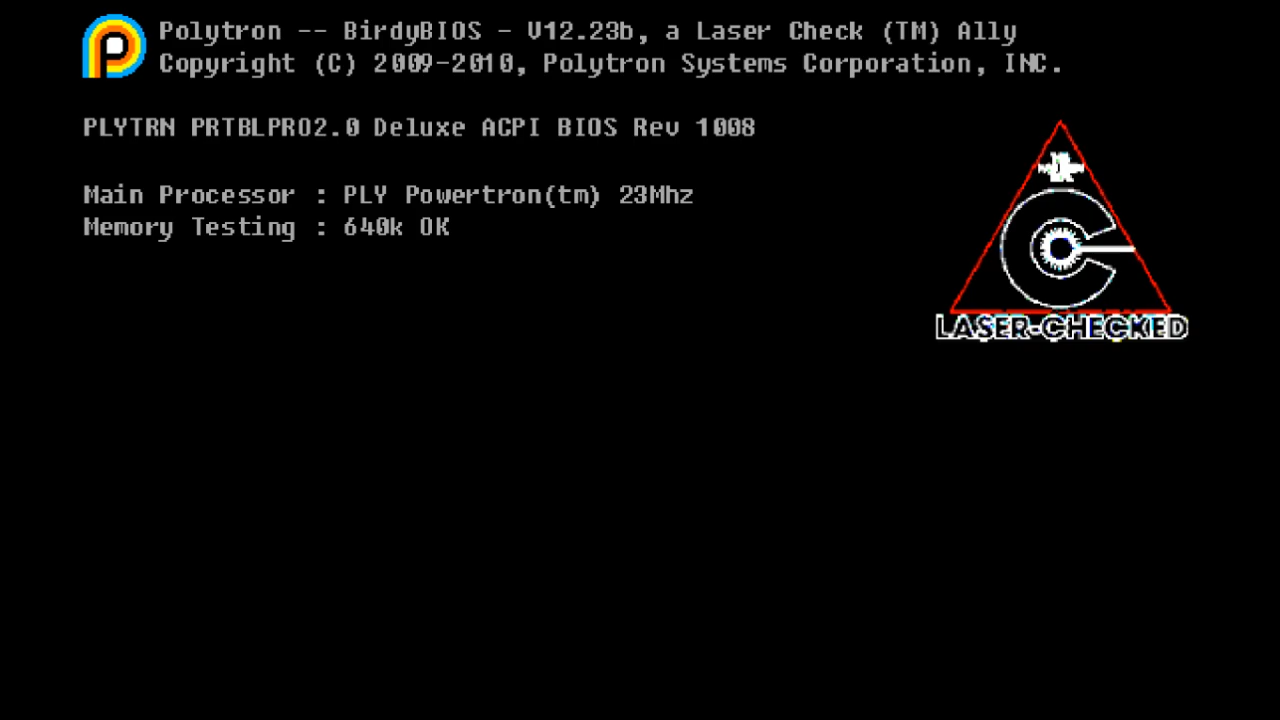 Polytron -- BirdyBIOS - V12.23b, a Laser Check (TM) Ally
Copyright (C) 2009-2010, Polytron Systems Corporation, INC.
PLYTRN PRTBLPRO2.0 Deluxe ACPI BIOS Rev 1008
Main Processor : PLY Powertron(tm) 23Mhz
Memory Testing : 640k OK
LASER-CHECKED